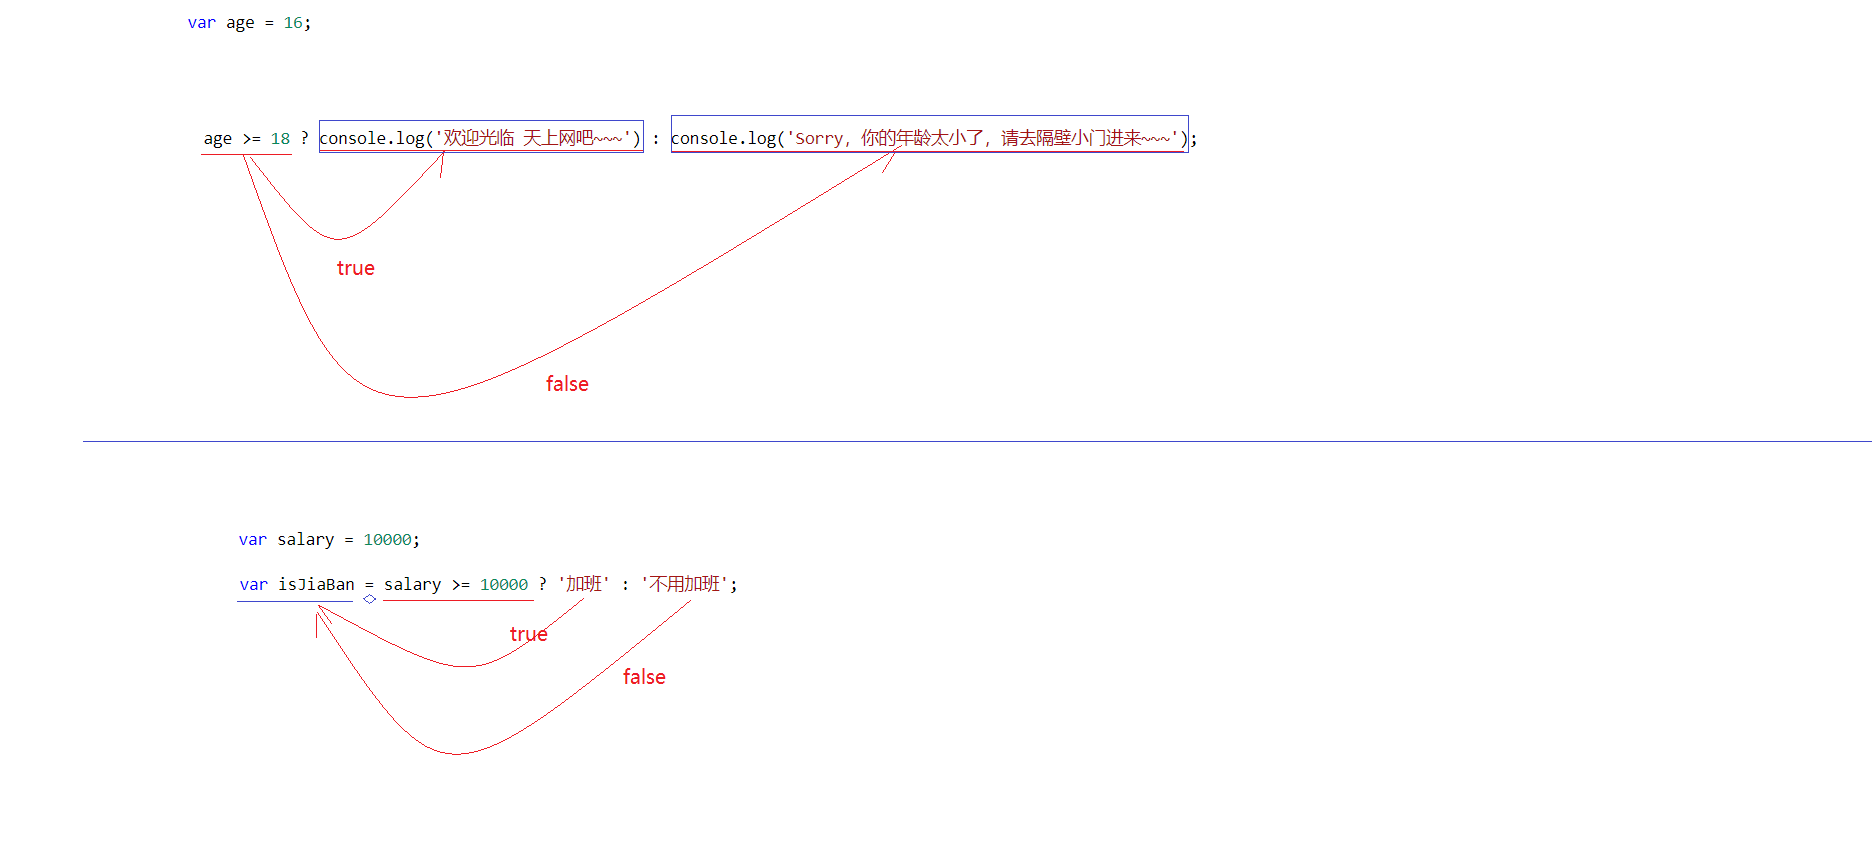 var age = 16;
age >= 18 ? console.log('欢迎光临 天上网吧~~~') : console.log('Sorry，你的年龄太小了，请去隔壁小门进来~~~');
true
false
var salary = 10000;
var isJiaBan = salary >= 10000 ? '加班' : '不用加班';
true
false